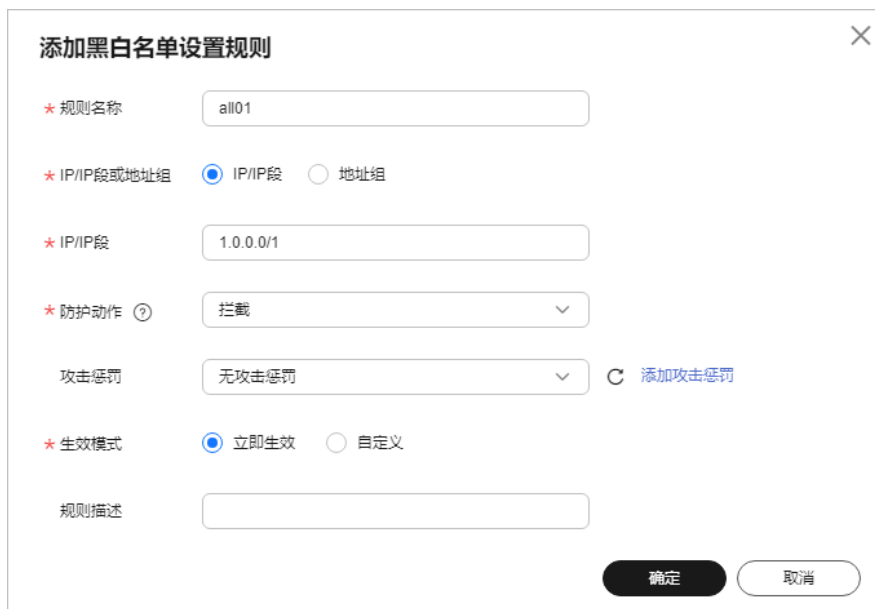 添加黑白名单设置规则
* 规则名称 all01
* IP/IP段或地址组 IP/IP段 地址组
* IP/IP段 1.0.0.0/1
* 防护动作 ? 拦截
攻击惩罚 无攻击惩罚 添加攻击惩罚
* 生效模式 立即生效 自定义
规则描述
确定 取消